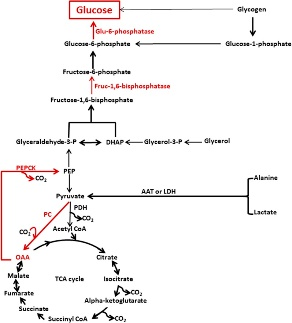 Glucose
Glycogen
Glu-6-phosphatase
Glucose-6-phosphate
Glucose-1-phosphate
Fructose-6-phosphate
Fruc-1,6-bisphosphatase
Fructose-1,6-bisphosphate
Glyceraldehyde-3-P
DHAP
Glycerol-3-P
Glycerol
PEPCK
PEP
CO2
Alanine
AAT or LDH
Pyruvate
PC
PDH
CO2
Lactate
CO2
Acetyl CoA
OAA
Citrate
Malate
TCA cycle
Isocitrate
CO2
Fumarate
Alpha-ketoglutarate
Succinate
Succinyl CoA
CO2